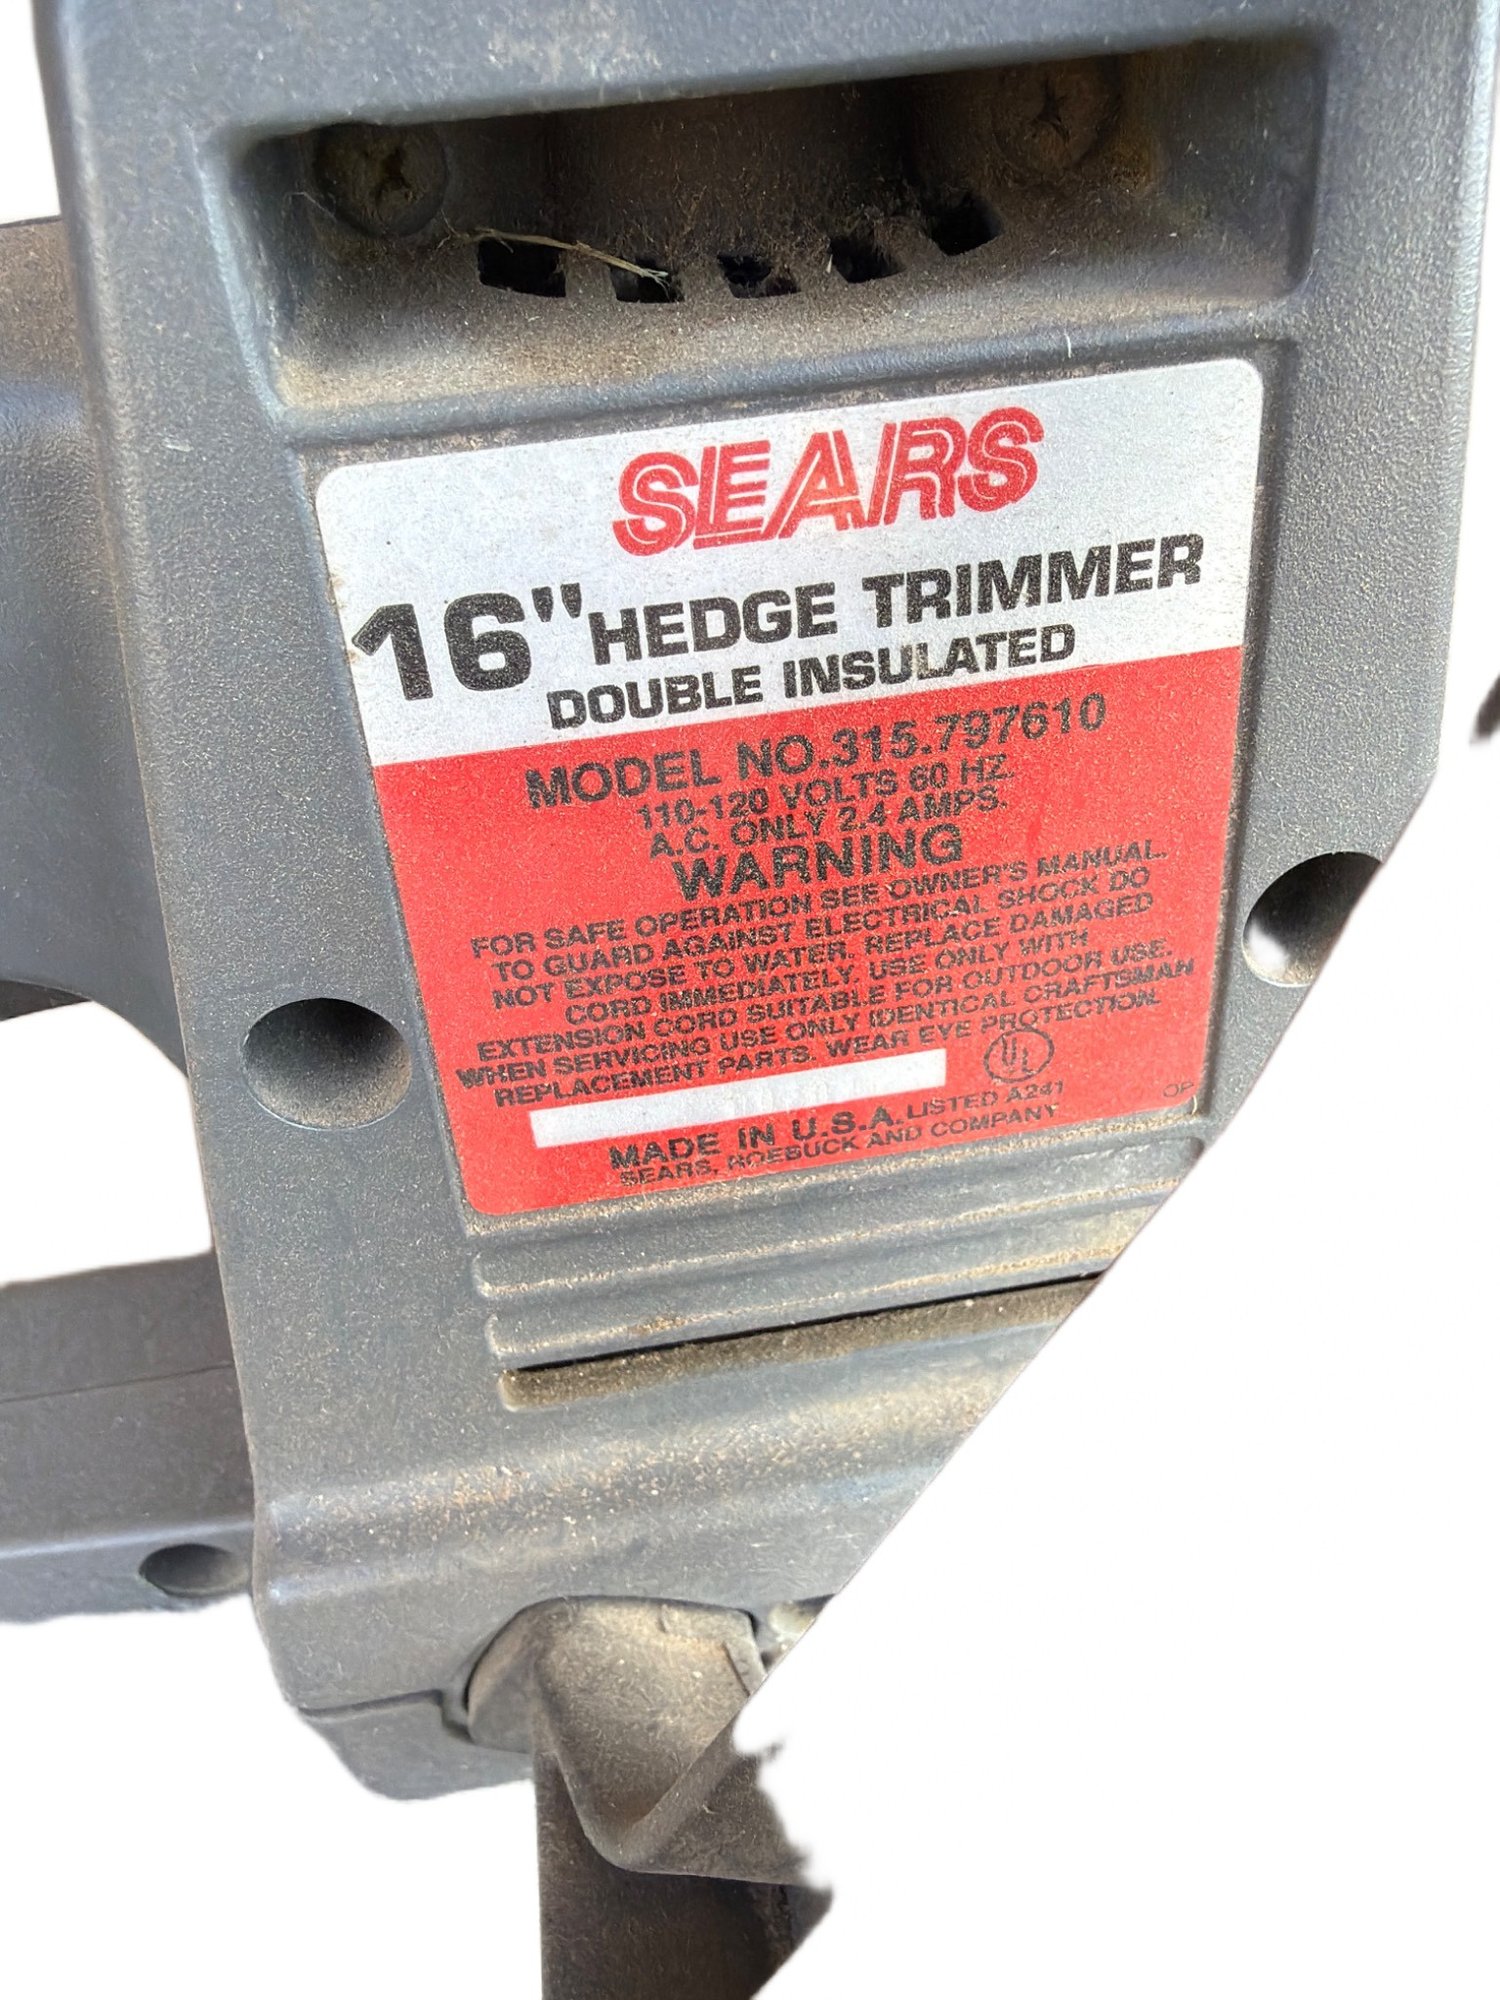 SEARS
16" HEDGE TRIMMER
DOUBLE INSULATED
MODEL NO.315.797610
110-120 VOLTS 60 HZ.
A.C. ONLY 2.4 AMPS.
WARNING
FOR SAFE OPERATION SEE OWNER'S MANUAL.
TO GUARD AGAINST ELECTRICAL SHOCK DO
NOT EXPOSE TO WATER. REPLACE DAMAGED
CORD IMMEDIATELY. USE ONLY WITH
EXTENSION CORD SUITABLE FOR OUTDOOR USE.
WHEN SERVICING USE ONLY IDENTICAL CRAFTSMAN
REPLACEMENT PARTS. WEAR EYE PROTECTION.
UL
MADE IN U.S.A. LISTED A241
SEARS, ROEBUCK AND COMPANY
OP